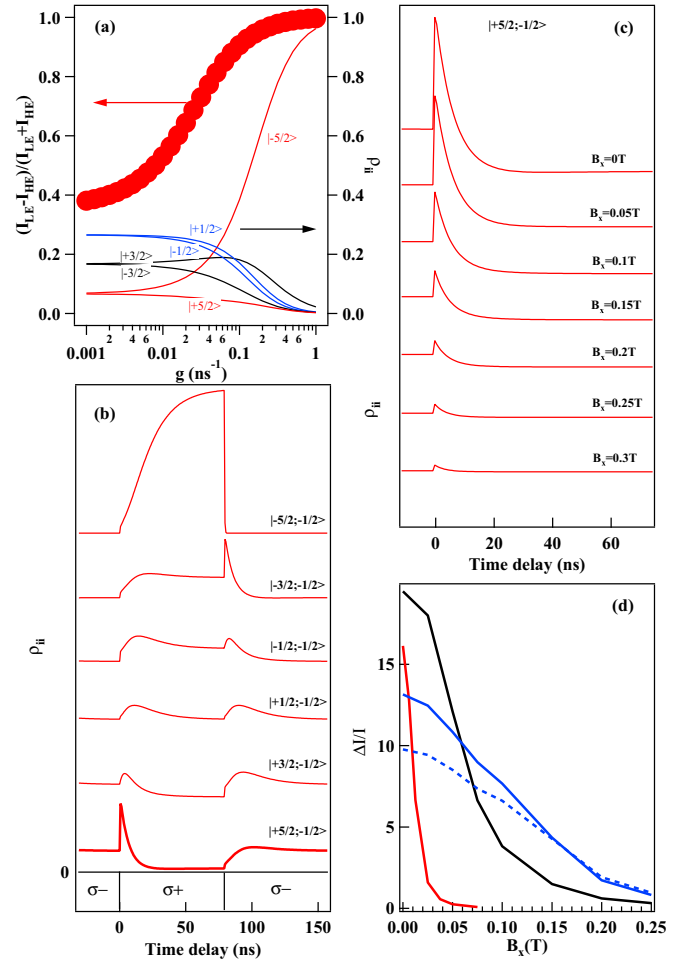 (a)
(I_LE-I_HE)/(I_LE+I_HE)
1.0
0.8
0.6
0.4
0.2
0.0
1.0
0.8
0.6
0.4
0.2
0.0
ρ_ii
|-5/2>
|+1/2>
|-1/2>
|+3/2>
|-3/2>
|+5/2>
0.001 2 4 6 0.01 2 4 6 0.1 2 4 6 1
g (ns⁻¹)
(b)
|-5/2;-1/2>
|-3/2;-1/2>
|-1/2;-1/2>
|+1/2;-1/2>
|+3/2;-1/2>
|+5/2;-1/2>
ρ_ii
0
σ− σ+ σ−
0 50 100 150
Time delay (ns)
|+5/2;-1/2> (c)
B_x=0T
B_x=0.05T
B_x=0.1T
B_x=0.15T
B_x=0.2T
B_x=0.25T
B_x=0.3T
ρ_ii
0 20 40 60
Time delay (ns)
(d)
ΔI/I
15
10
5
0
0.00 0.05 0.10 0.15 0.20 0.25
B_x(T)